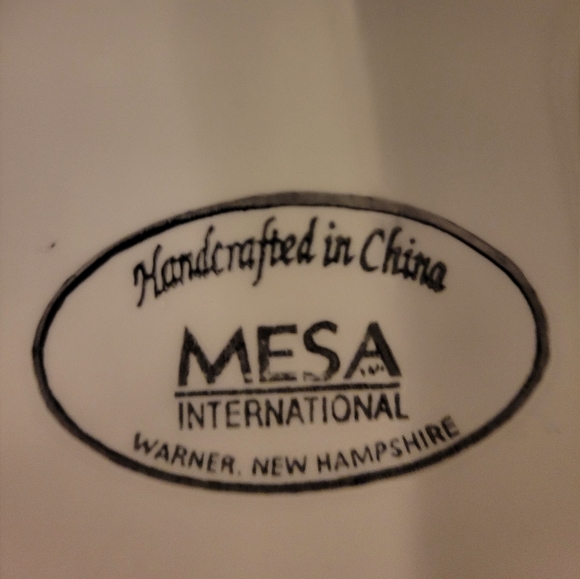 Handcrafted in China
MESA
INTERNATIONAL
WARNER, NEW HAMPSHIRE